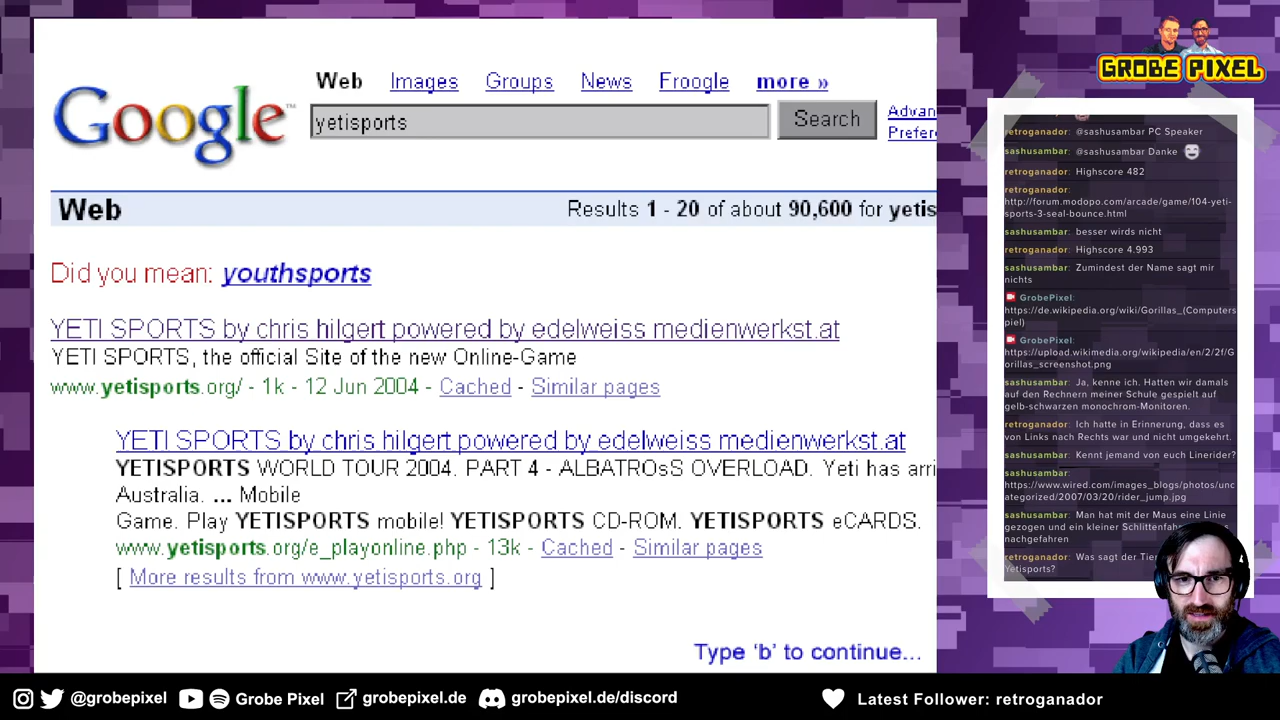 Google™
Web Images Groups News Froogle more »
yetisports
Search
Advan
Prefer
Web
Results 1 - 20 of about 90,600 for yetis
Did you mean: youthsports
YETI SPORTS by chris hilgert powered by edelweiss medienwerkst.at
YETI SPORTS, the official Site of the new Online-Game
www.yetisports.org/ - 1k - 12 Jun 2004 - Cached - Similar pages
YETI SPORTS by chris hilgert powered by edelweiss medienwerkst.at
YETISPORTS WORLD TOUR 2004. PART 4 - ALBATROsS OVERLOAD. Yeti has arri
Australia. ... Mobile
Game. Play YETISPORTS mobile! YETISPORTS CD-ROM. YETISPORTS eCARDS.
www.yetisports.org/e_playonline.php - 13k - Cached - Similar pages
[ More results from www.yetisports.org ]
Type 'b' to continue...
GROBE PIXEL
retroganador: @sashusambar PC Speaker
sashusambar: @sashusambar Danke
retroganador: Highscore 482
retroganador:
http://forum.modopo.com/arcade/game/104-yeti-
sports-3-seal-bounce.html
sashusambar: besser wirds nicht
retroganador: Highscore 4.993
sashusambar: Zumindest der Name sagt mir
nichts
GrobePixel:
https://de.wikipedia.org/wiki/Gorillas_(Computers
piel)
GrobePixel:
https://upload.wikimedia.org/wikipedia/en/2/2f/G
orillas_screenshot.png
sashusambar: Ja, kenne ich. Hatten wir damals
auf den Rechnern meiner Schule gespielt auf
gelb-schwarzen monochrom-Monitoren.
retroganador: Ich hatte in Erinnerung, dass es
von Links nach Rechts war und nicht umgekehrt.
sashusambar: Kennt jemand von euch Linerider?
sashusambar:
https://www.wired.com/images_blogs/photos/unc
ategorized/2007/03/20/rider_jump.jpg
sashusambar: Man hat mit der Maus eine Linie
gezogen und ein kleiner
nachgefahren
retroganador: Was sagt der
Yetisports?
@grobepixel Grobe Pixel grobepixel.de grobepixel.de/discord Latest Follower: retroganador